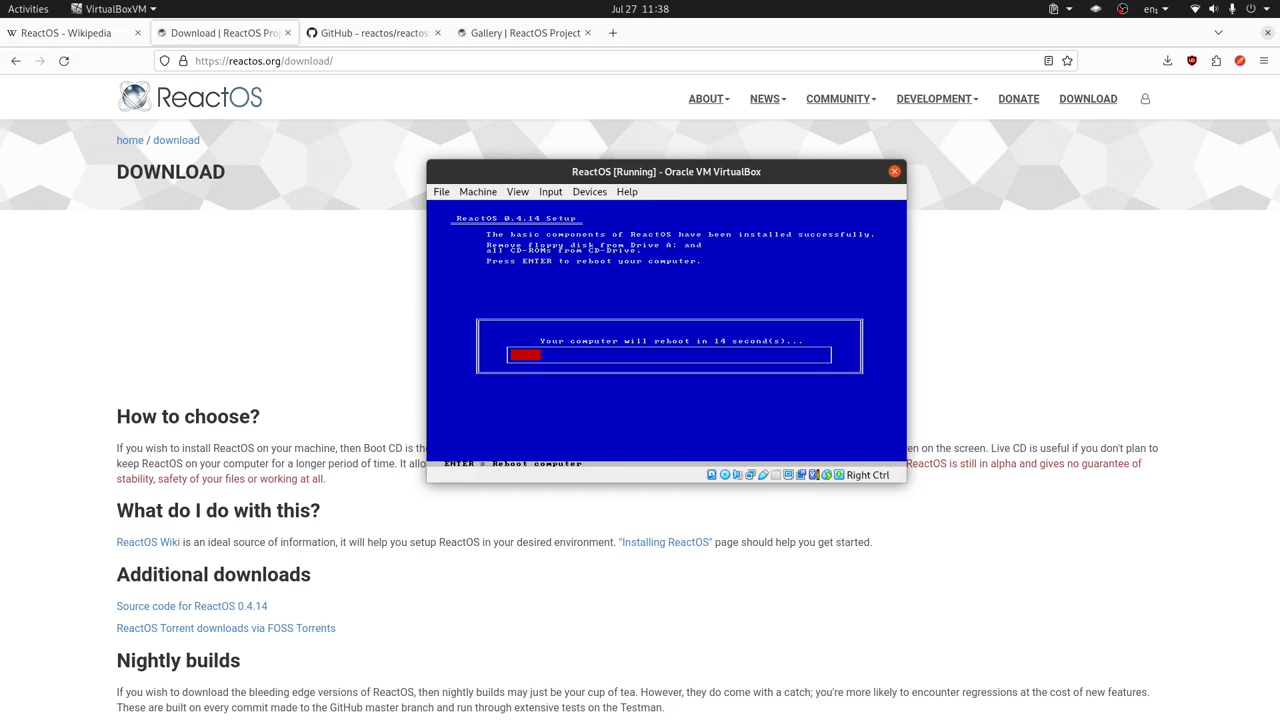 Activities VirtualBoxVM Jul 27 11:38 en₁
ReactOS - Wikipedia Download | ReactOS Proj GitHub - reactos/reactos: Gallery | ReactOS Project
https://reactos.org/download/
ReactOS ABOUT NEWS COMMUNITY DEVELOPMENT DONATE DOWNLOAD
home / download
DOWNLOAD
ReactOS [Running] - Oracle VM VirtualBox
File Machine View Input Devices Help
ReactOS 0.4.14 Setup
The basic components of ReactOS have been installed successfully.
Remove floppy disk from Drive A: and
all CD-ROMs from CD-Drive.
Press ENTER to reboot your computer.
Your computer will reboot in 14 second(s)...
ENTER = Reboot computer
Right Ctrl
How to choose?
If you wish to install ReactOS on your machine, then Boot CD is the en on the screen. Live CD is useful if you don't plan to
keep ReactOS on your computer for a longer period of time. It allo ReactOS is still in alpha and gives no guarantee of
stability, safety of your files or working at all.
What do I do with this?
ReactOS Wiki is an ideal source of information, it will help you setup ReactOS in your desired environment. "Installing ReactOS" page should help you get started.
Additional downloads
Source code for ReactOS 0.4.14
ReactOS Torrent downloads via FOSS Torrents
Nightly builds
If you wish to download the bleeding edge versions of ReactOS, then nightly builds may just be your cup of tea. However, they do come with a catch; you're more likely to encounter regressions at the cost of new features.
These are built on every commit made to the GitHub master branch and run through extensive tests on the Testman.